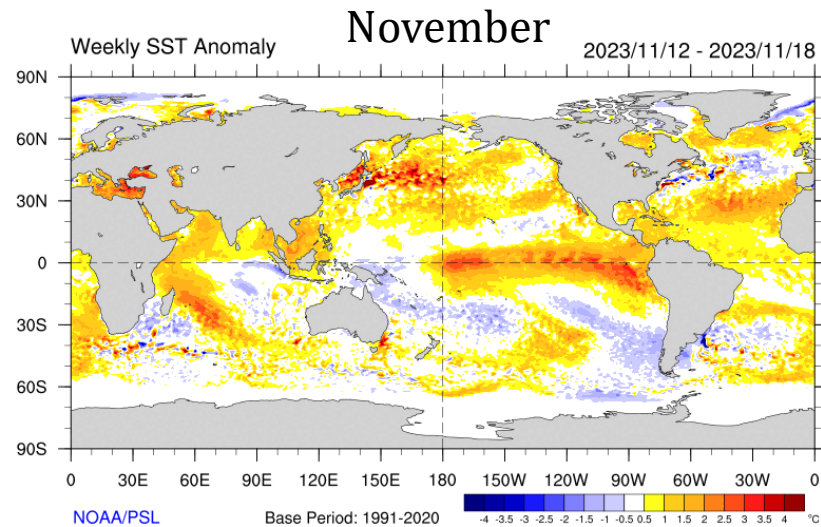 November
Weekly SST Anomaly 2023/11/12 - 2023/11/18
90N
60N
30N
0
30S
60S
90S
0 30E 60E 90E 120E 150E 180 150W 120W 90W 60W 30W 0
NOAA/PSL Base Period: 1991-2020
-4 -3.5 -3 -2.5 -2 -1.5 -1 -0.5 0.5 1 1.5 2 2.5 3 3.5 4 °C